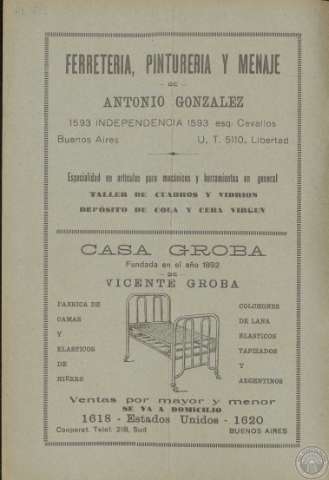 FERRETERIA, PINTURERIA Y MENAJE
- DE -
ANTONIO GONZALEZ
1593 INDEPENDENCIA 1593 esq. Cevallos
Buenos Aires U. T. 5110, Libertad
Especialidad en artículos para mecánicos y herramientas en general
TALLER DE CUADROS Y VIDRIOS
DEPÓSITO DE COLA Y CERA VIRGEN
CASA GROBA
Fundada en el año 1892
DE
VICENTE GROBA
FABRICA DE
CAMAS
Y
ELASTICOS
DE
HIERRO
COLCHONES
DE LANA
ELASTICOS
TAPIZADOS
Y
ARGENTINOS
Ventas por mayor y menor
SE VA A DOMICILIO
1618 - Estados Unidos - 1620
Cooperat. Telef. 218, Sud BUENOS AIRES